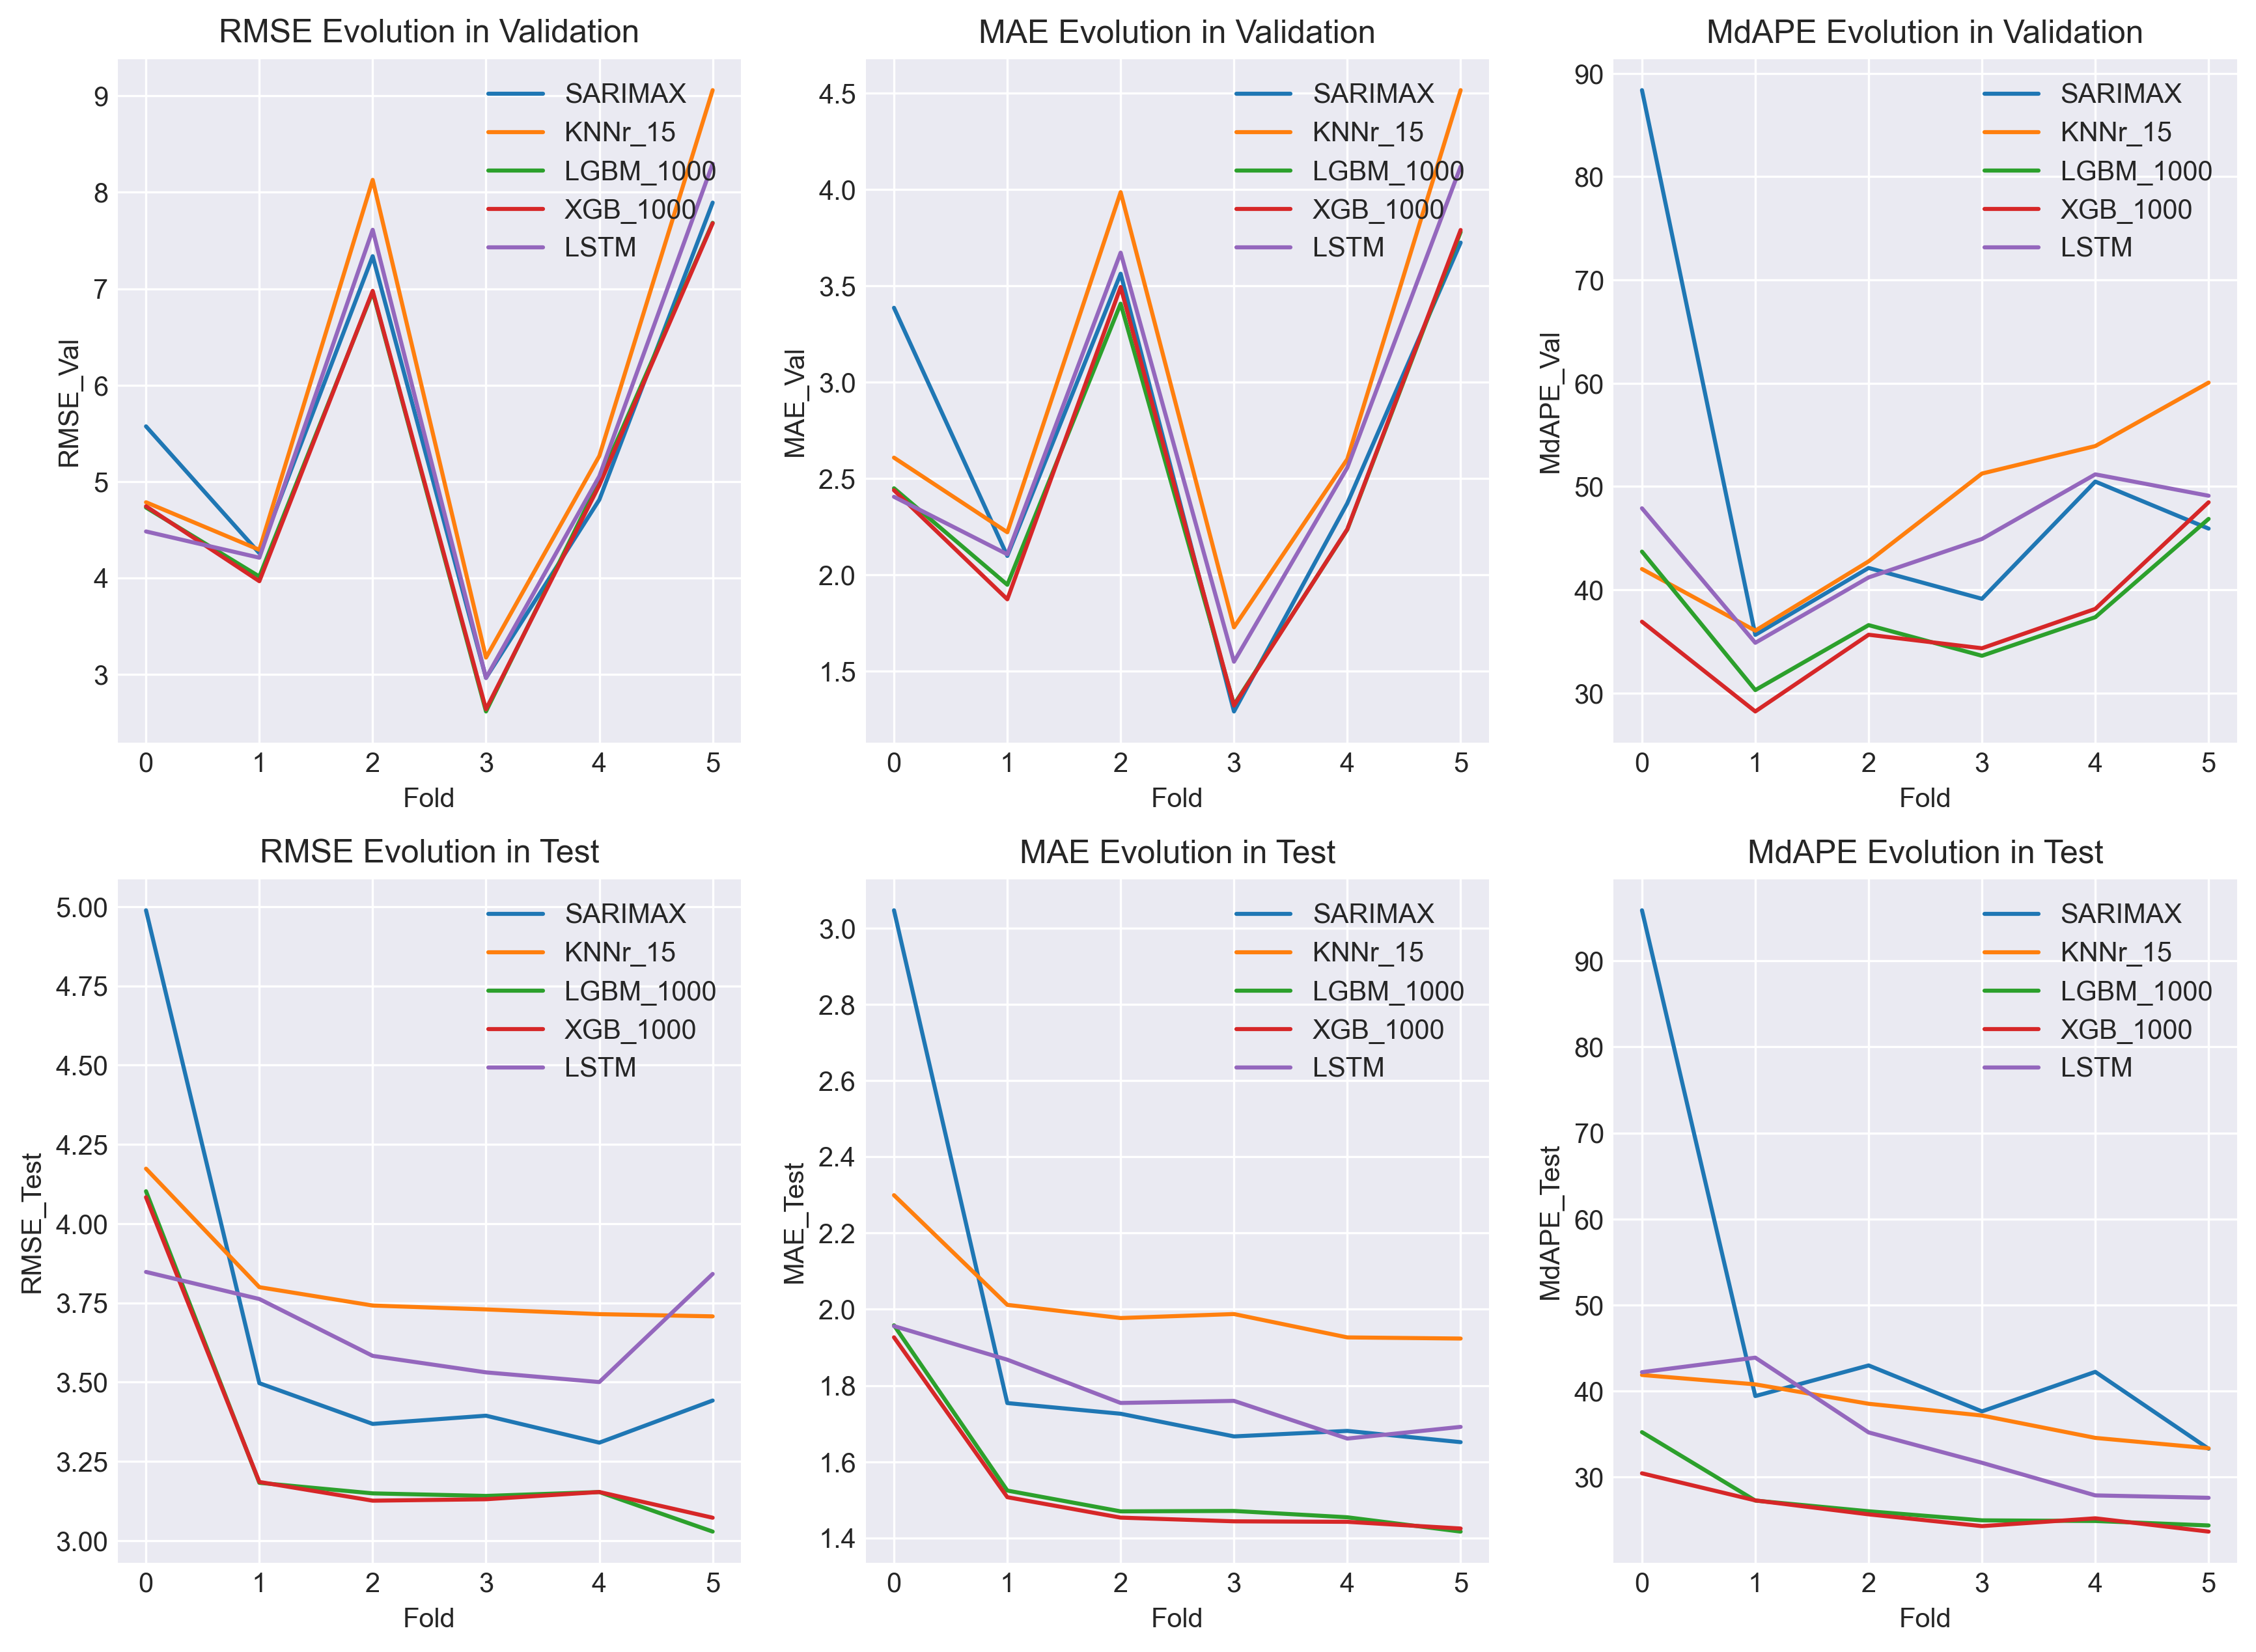 RMSE Evolution in Validation
9
8
7
6
5
4
3
RMSE_Val
SARIMAX
KNNr_15
LGBM_1000
XGB_1000
LSTM
0 1 2 3 4 5
Fold
MAE Evolution in Validation
4.5
4.0
3.5
3.0
2.5
2.0
1.5
MAE_Val
SARIMAX
KNNr_15
LGBM_1000
XGB_1000
LSTM
0 1 2 3 4 5
Fold
MdAPE Evolution in Validation
90
80
70
60
50
40
30
MdAPE_Val
SARIMAX
KNNr_15
LGBM_1000
XGB_1000
LSTM
0 1 2 3 4 5
Fold
RMSE Evolution in Test
5.00
4.75
4.50
4.25
4.00
3.75
3.50
3.25
3.00
RMSE_Test
SARIMAX
KNNr_15
LGBM_1000
XGB_1000
LSTM
0 1 2 3 4 5
Fold
MAE Evolution in Test
3.0
2.8
2.6
2.4
2.2
2.0
1.8
1.6
1.4
MAE_Test
SARIMAX
KNNr_15
LGBM_1000
XGB_1000
LSTM
0 1 2 3 4 5
Fold
MdAPE Evolution in Test
90
80
70
60
50
40
30
MdAPE_Test
SARIMAX
KNNr_15
LGBM_1000
XGB_1000
LSTM
0 1 2 3 4 5
Fold